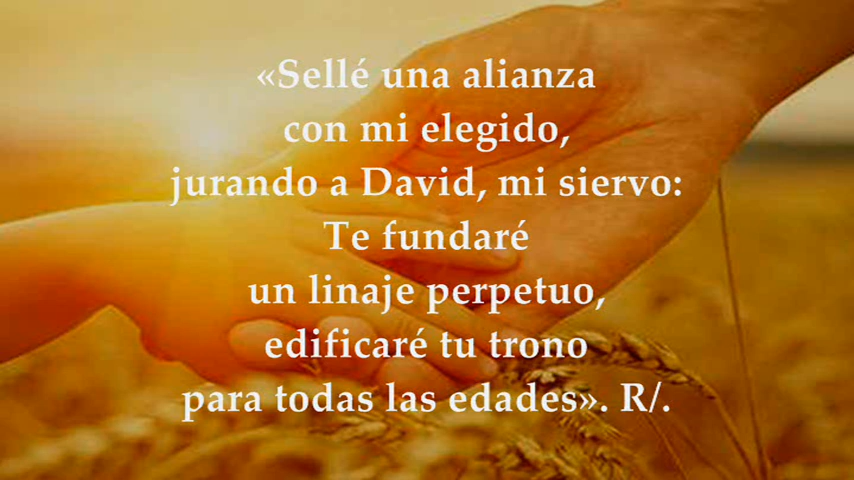 «Sellé una alianza
con mi elegido,
jurando a David, mi siervo:
Te fundaré
un linaje perpetuo,
edificaré tu trono
para todas las edades». R/.